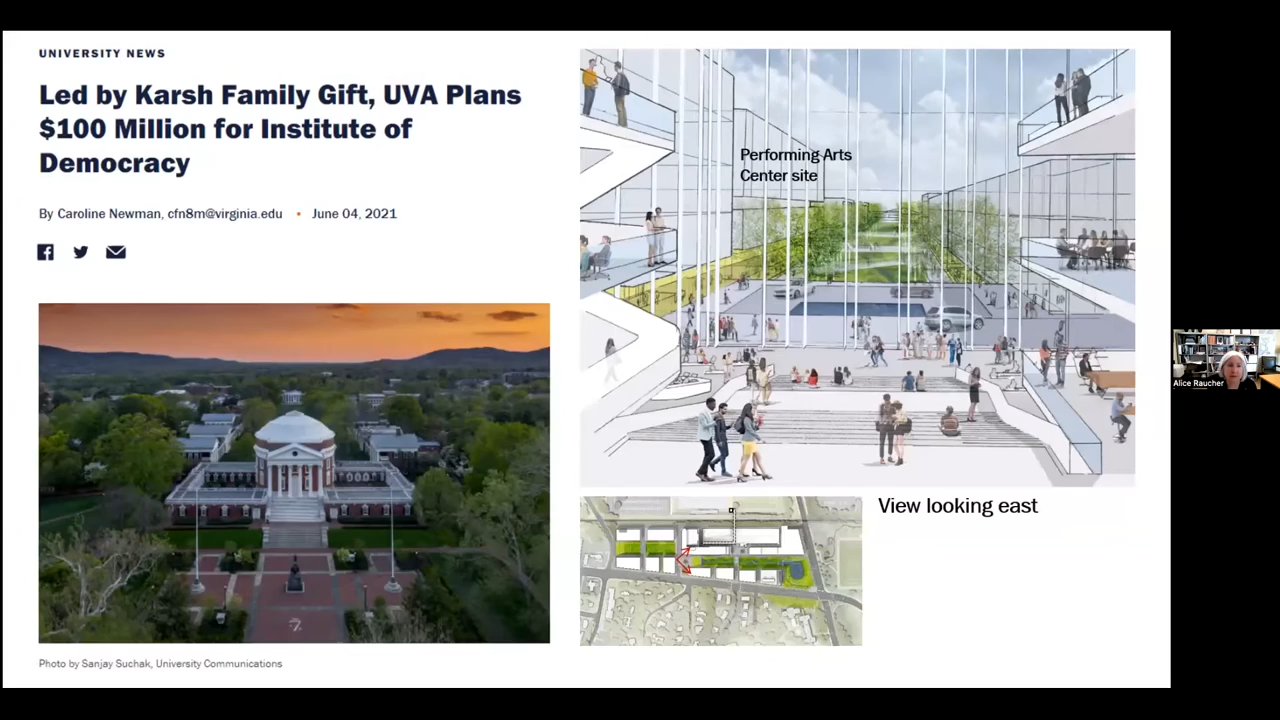 UNIVERSITY NEWS
Led by Karsh Family Gift, UVA Plans
$100 Million for Institute of
Democracy
By Caroline Newman, cfn8m@virginia.edu • June 04, 2021
Photo by Sanjay Suchak, University Communications
Performing Arts
Center site
View looking east
Alice Raucher